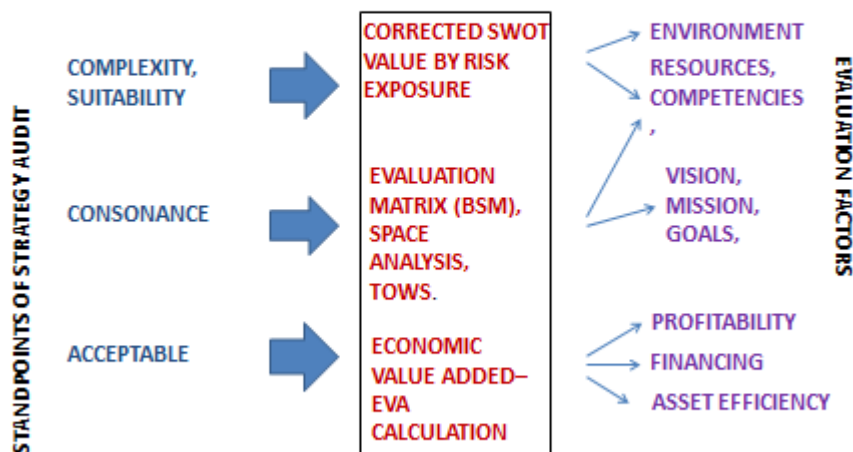 STANDPOINTS OF STRATEGY AUDIT
COMPLEXITY,
SUITABILITY
CONSONANCE
ACCEPTABLE
CORRECTED SWOT
VALUE BY RISK
EXPOSURE
EVALUATION
MATRIX (BSM),
SPACE
ANALYSIS,
TOWS.
ECONOMIC
VALUE ADDED–
EVA
CALCULATION
ENVIRONMENT
RESOURCES,
COMPETENCIES
,
VISION,
MISSION,
GOALS,
PROFITABILITY
FINANCING
ASSET EFFICIENCY
EVALUATION FACTORS